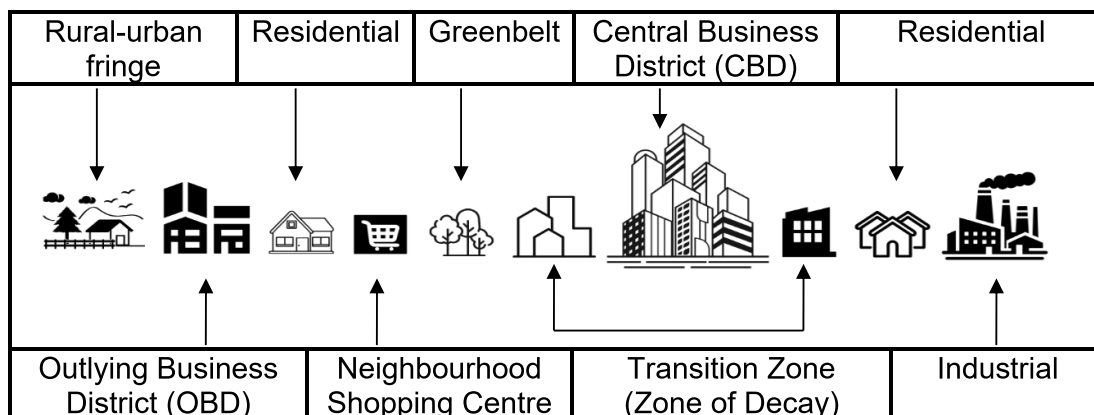 Rural-urban
fringe
Residential
Greenbelt
Central Business
District (CBD)
Residential
Outlying Business
District (OBD)
Neighbourhood
Shopping Centre
Transition Zone
(Zone of Decay)
Industrial